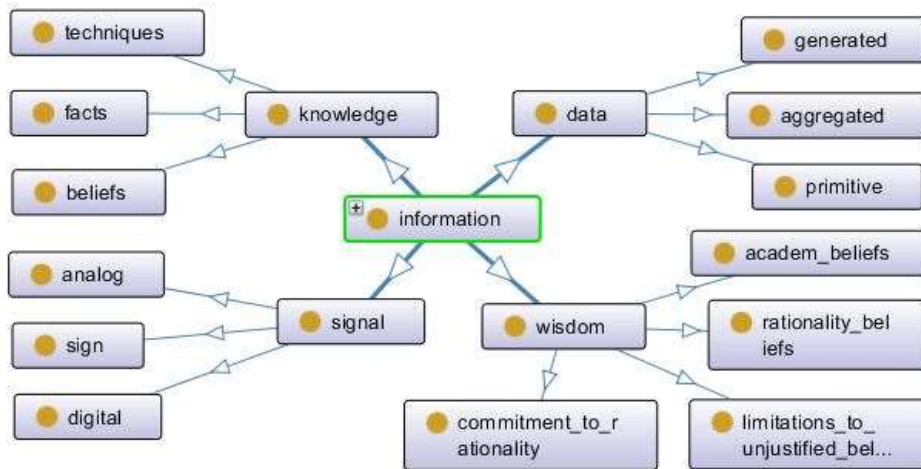 techniques
generated
facts
knowledge
data
aggregated
beliefs
primitive
information
academ_beliefs
analog
signal
wisdom
rationality_bel
iefs
sign
digital
commitment_to_r
ationality
limitations_to_
unjustified_bel...